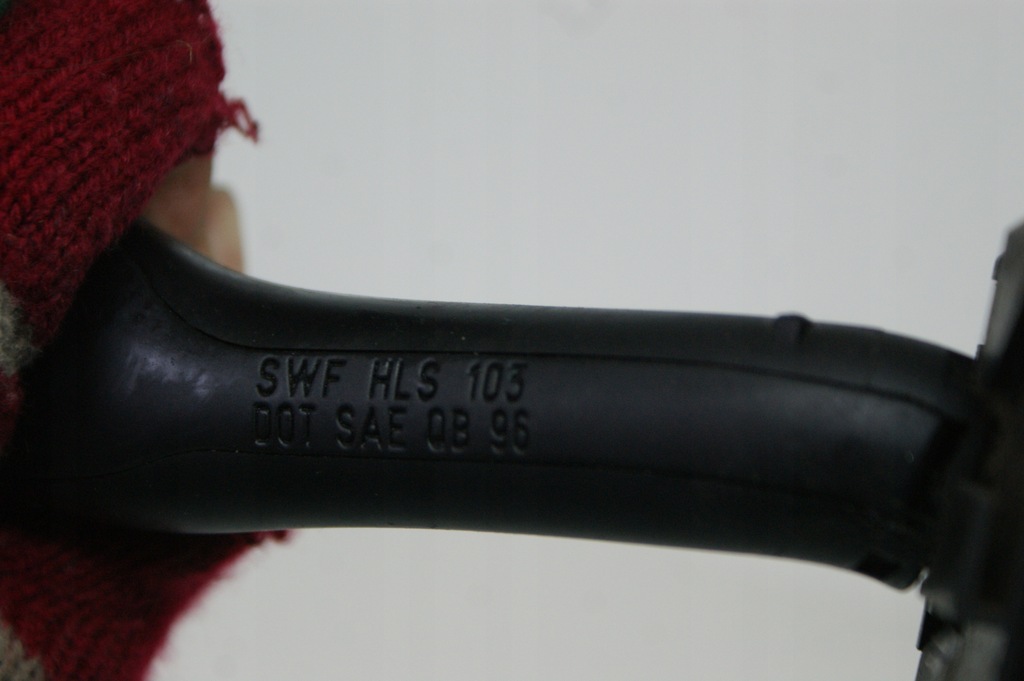 SWF HLS 103
DOT SAE QB 96